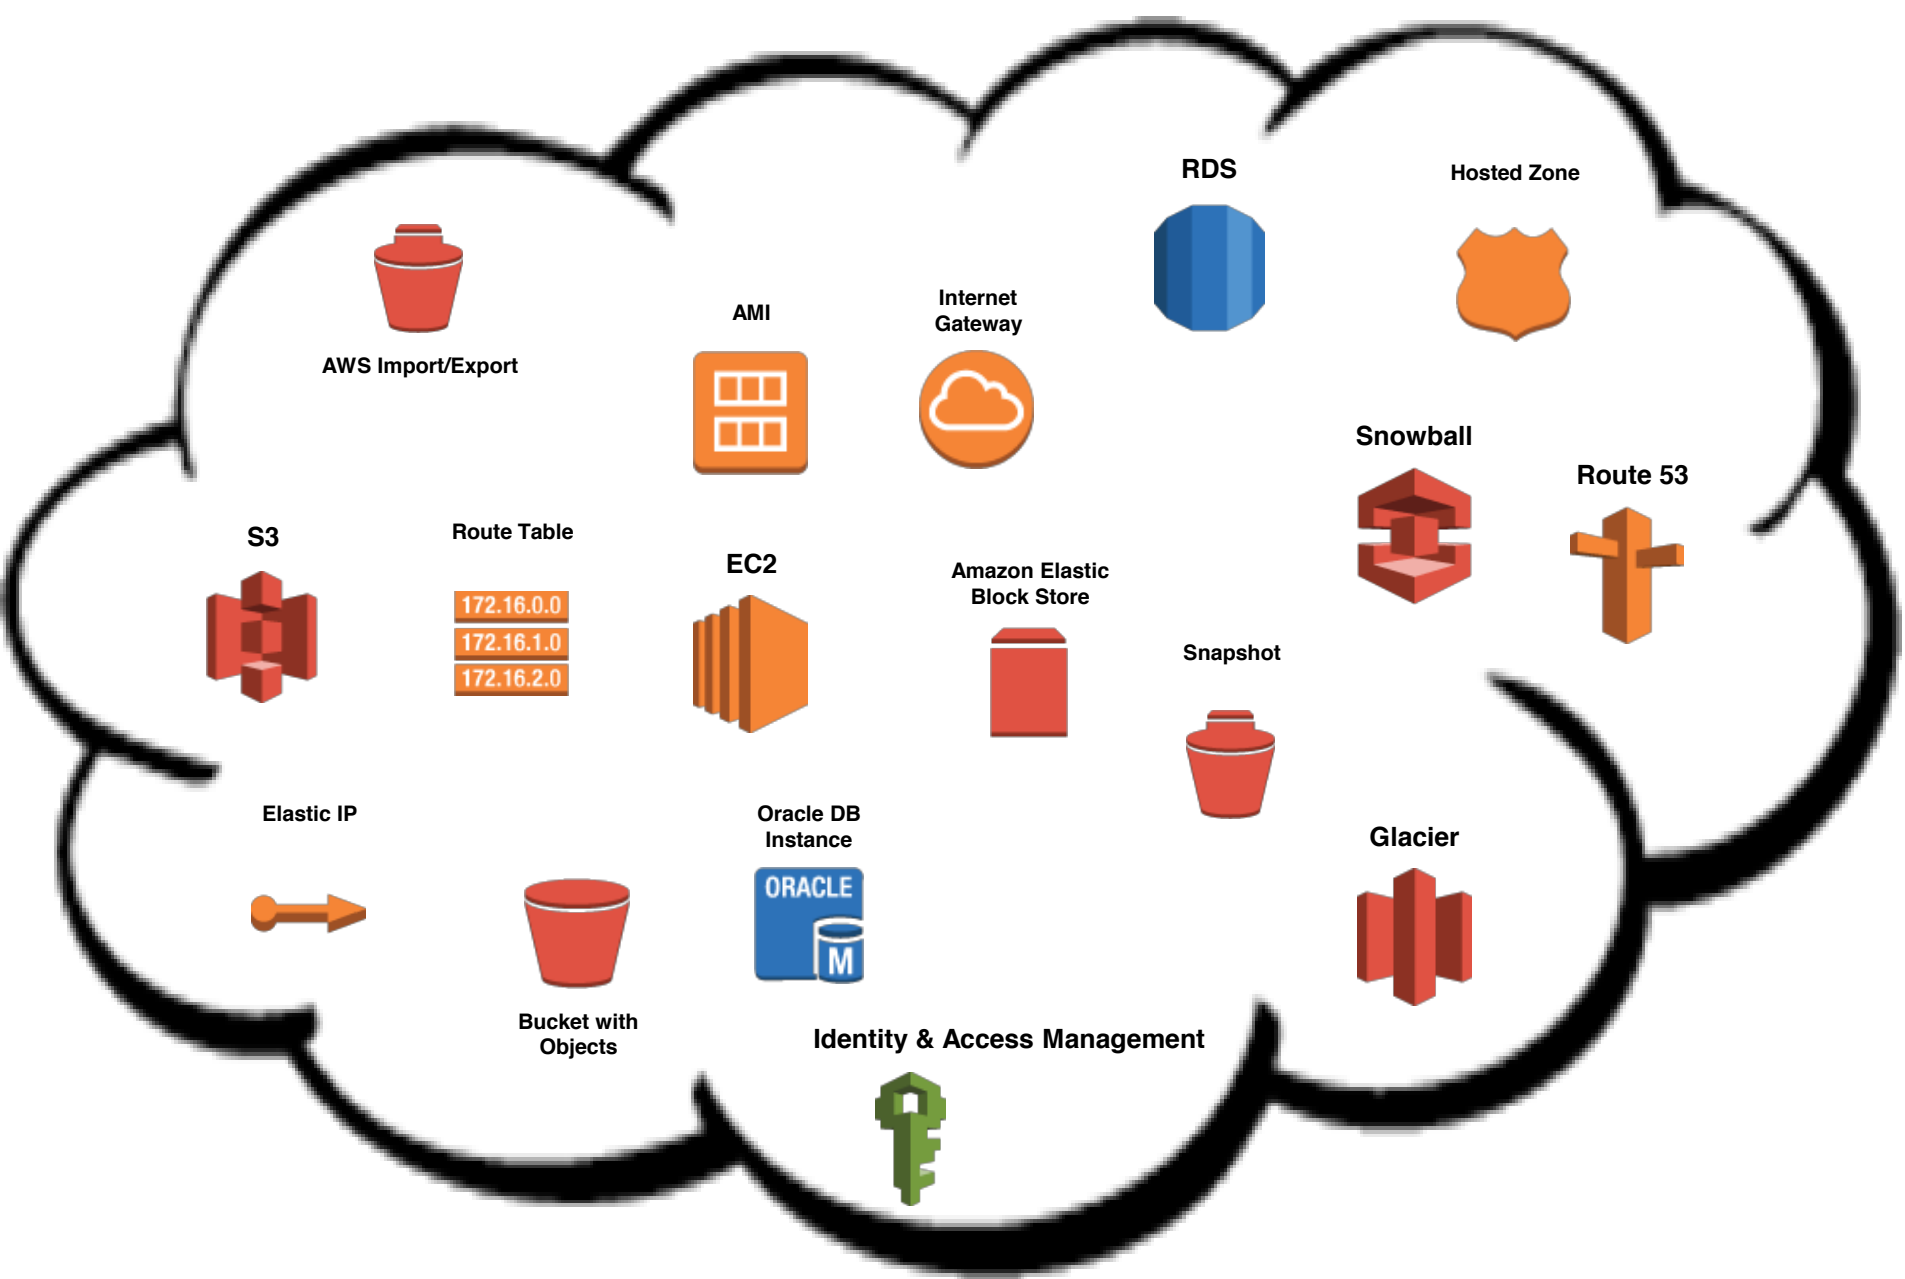 RDS
Hosted Zone
AWS Import/Export
AMI
Internet
Gateway
Snowball
Route 53
S3
Route Table
172.16.0.0
172.16.1.0
172.16.2.0
EC2
Amazon Elastic
Block Store
Snapshot
Elastic IP
Bucket with
Objects
Oracle DB
Instance
ORACLE
M
Glacier
Identity & Access Management